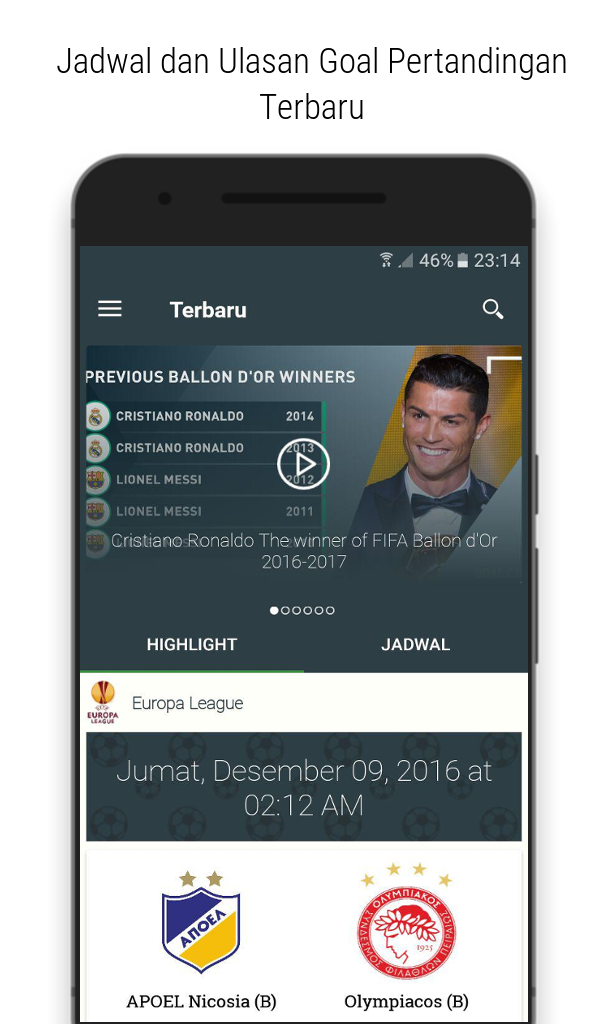 Jadwal dan Ulasan Goal Pertandingan
Terbaru
46% 23:14
Terbaru
PREVIOUS BALLON D'OR WINNERS
CRISTIANO RONALDO 2014
CRISTIANO RONALDO 2013
LIONEL MESSI 2012
LIONEL MESSI 2011
Cristiano Ronaldo The winner of FIFA Ballon d'Or
2016-2017
HIGHLIGHT JADWAL
EUROPA
LEAGUE
Europa League
Jumat, Desember 09, 2016 at
02:12 AM
ΑΠΟΕΛ
ΟΛΥΜΠΙΑΚΟΣ
ΣΥΝΔΕΣΜΟΣ ΦΙΛΑΘΛΩΝ ΠΕΙΡΑΙΩΣ
1925
APOEL Nicosia (B) Olympiacos (B)